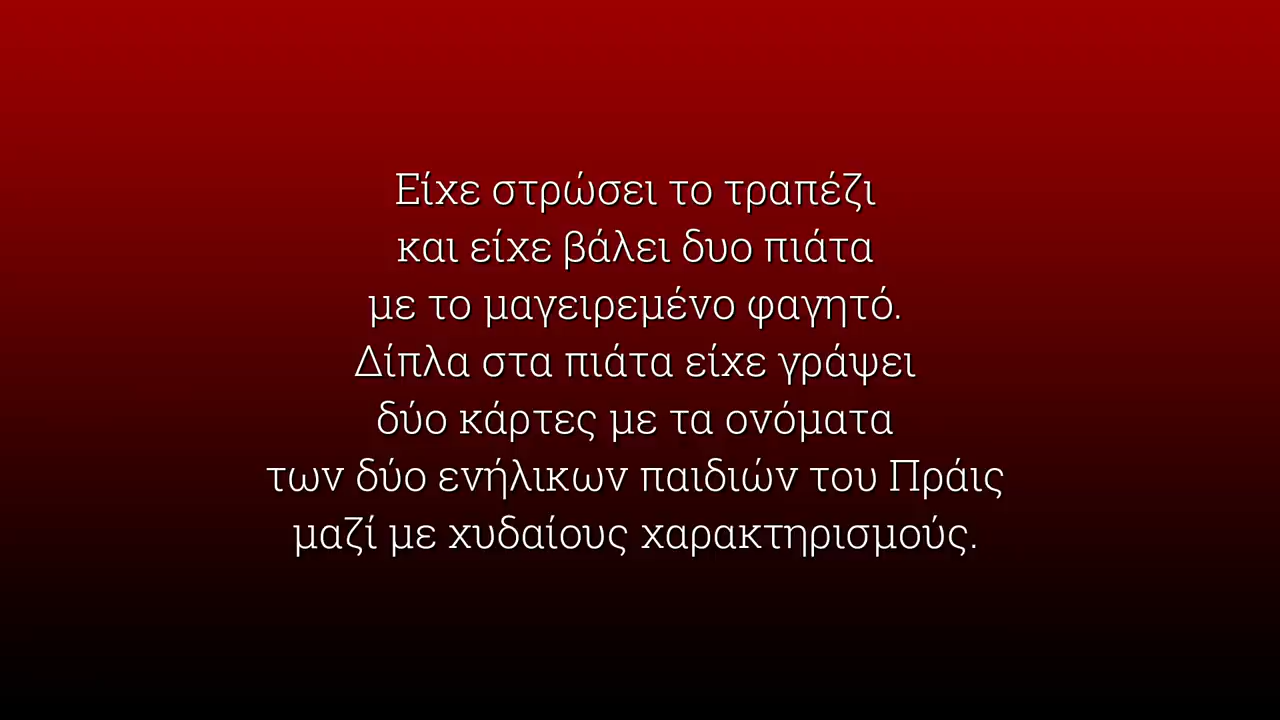 Είχε στρώσει το τραπέζι
και είχε βάλει δυο πιάτα
με το μαγειρεμένο φαγητό.
Δίπλα στα πιάτα είχε γράψει
δύο κάρτες με τα ονόματα
των δύο ενήλικων παιδιών του Πράις
μαζί με χυδαίους χαρακτηρισμούς.